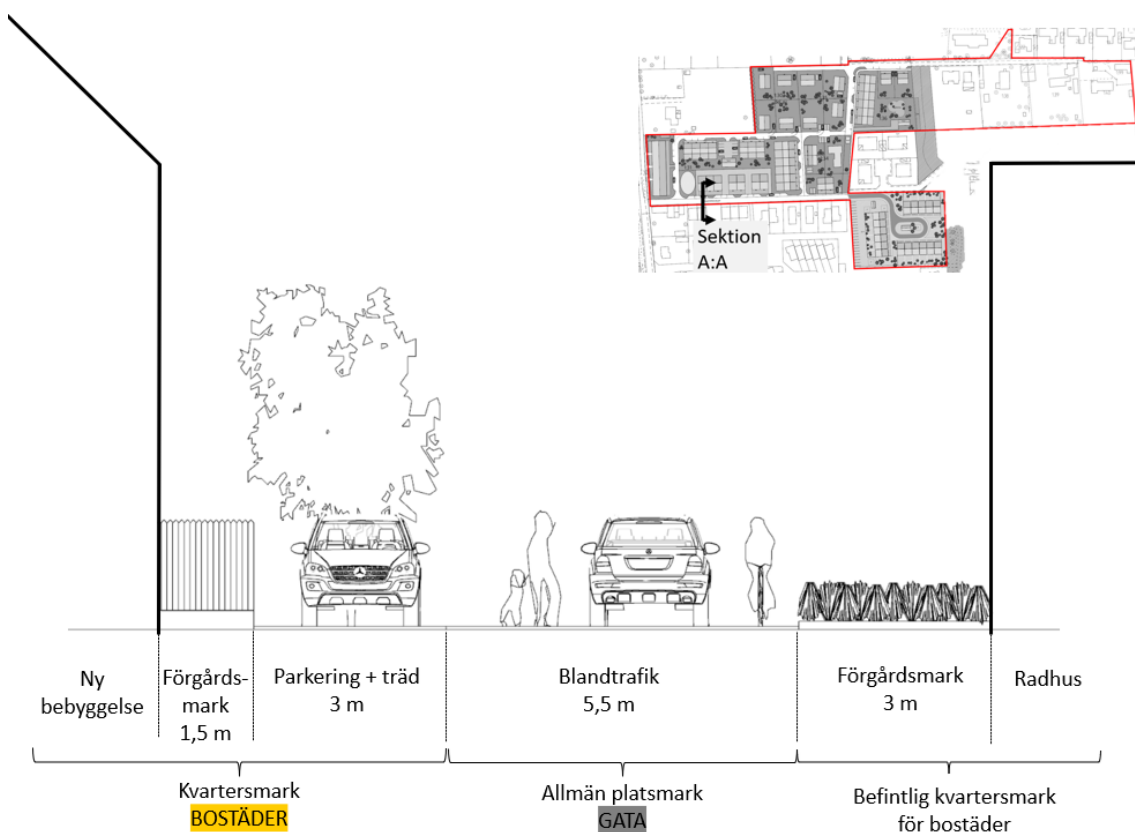 Sektion
A:A
Ny
bebyggelse
Förgårds-
mark
1,5 m
Parkering + träd
3 m
Blandtrafik
5,5 m
Förgårdsmark
3 m
Radhus
Kvartersmark
BOSTÄDER
Allmän platsmark
GATA
Befintlig kvartersmark
för bostäder